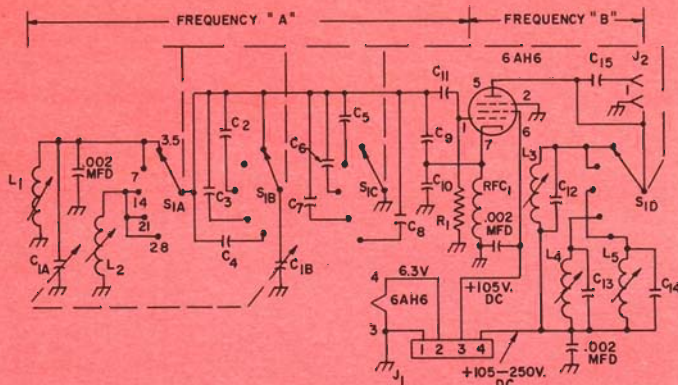 FREQUENCY "A"
FREQUENCY "B"
6AH6
C15
J2
C11
5
2
1
1
6
7
3.5
C2
C5
C9
L3
L1
.002
MFD
7
14
21
28
S1A
C3
S1B
C6
C7
S1C
C10
RFC1
C12
S1D
L2
C4
C8
R1
.002
MFD
C1A
C1B
L4
C13
L5
C14
4
6.3V
+105V.
DC
6AH6
3
1 2 3 4
J1
+105-250V.
DC
.002
MFD